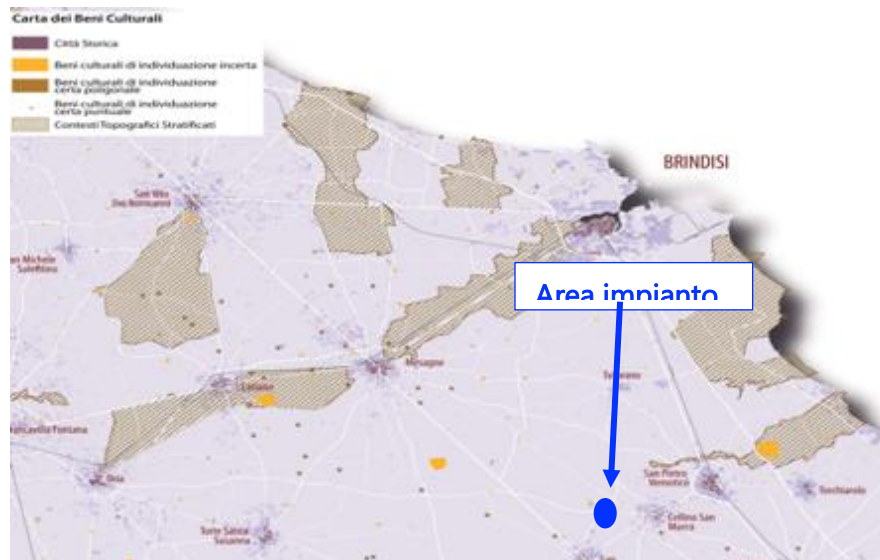 Carta dei Beni Culturali
Città Storica
Beni culturali di individuazione incerta
Beni culturali di individuazione
certa poligonale
Beni culturali di individuazione
certa puntuale
Contesti Topografici Stratificati
BRINDISI
San Vito
Dei Normanni
San Michele
Salentino
Area impianto
Mesagne
Tuturano
Latiano
Francavilla Fontana
Oria
San Pietro
Vernotico
Torchiarolo
Cellino San
Marco
Torre Santa
Susanna
San